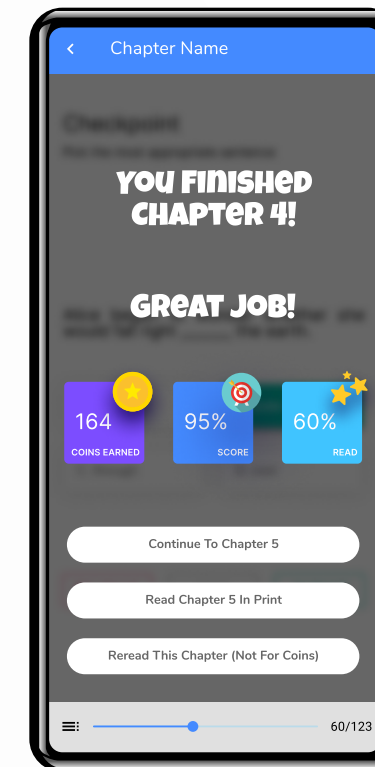 Chapter Name
Checkpoint
You Finished
Chapter 4!
Great Job!
164
COINS EARNED
95%
SCORE
60%
READ
Continue To Chapter 5
Read Chapter 5 In Print
Reread This Chapter (Not For Coins)
60/123